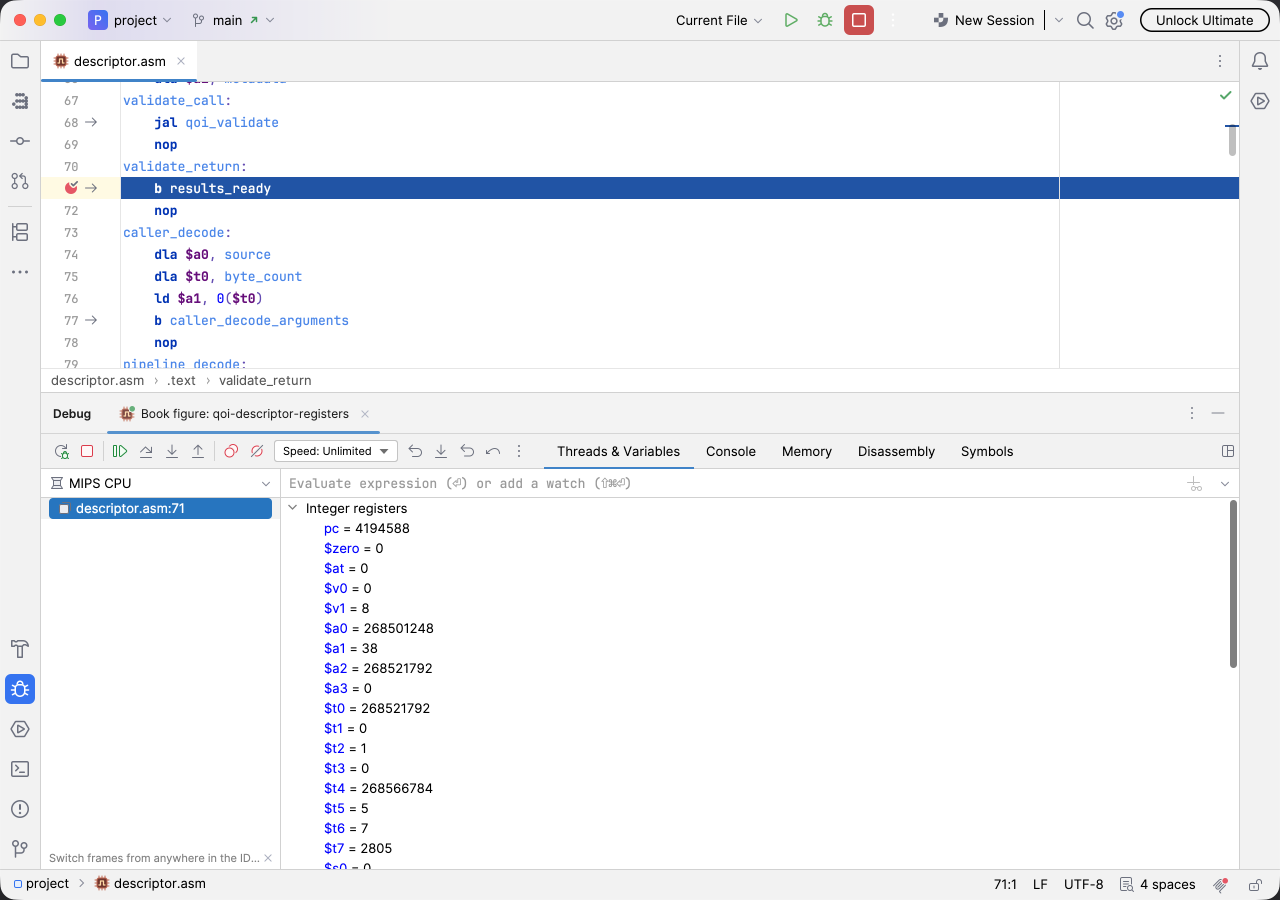 P project main Current File New Session Unlock Ultimate
descriptor.asm
67 validate_call:
68 jal qoi_validate
69 nop
70 validate_return:
b results_ready
72 nop
73 caller_decode:
74 dla $a0, source
75 dla $t0, byte_count
76 ld $a1, 0($t0)
77 b caller_decode_arguments
78 nop
79 pipeline_decode:
descriptor.asm › .text › validate_return
Debug Book figure: qoi-descriptor-registers
Speed: Unlimited Threads & Variables Console Memory Disassembly Symbols
MIPS CPU Evaluate expression (⏎) or add a watch (⇧⌘⏎)
descriptor.asm:71
Integer registers
pc = 4194588
$zero = 0
$at = 0
$v0 = 0
$v1 = 8
$a0 = 268501248
$a1 = 38
$a2 = 268521792
$a3 = 0
$t0 = 268521792
$t1 = 0
$t2 = 1
$t3 = 0
$t4 = 268566784
$t5 = 5
$t6 = 7
$t7 = 2805
$s0 = 0
Switch frames from anywhere in the ID...
project › descriptor.asm 71:1 LF UTF-8 4 spaces